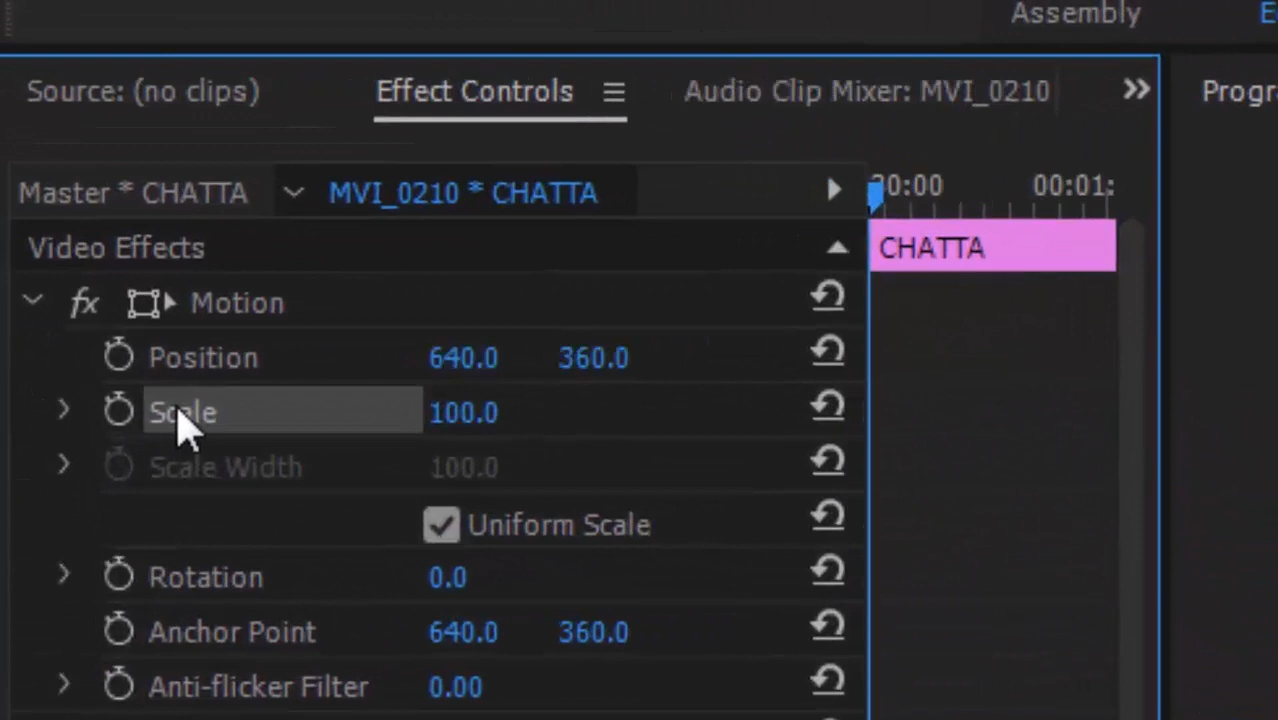 Assembly
Source: (no clips) Effect Controls Audio Clip Mixer: MVI_0210
Master * CHATTA MVI_0210 * CHATTA 00:01:
Video Effects CHATTA
fx Motion
Position 640.0 360.0
Scale 100.0
Scale Width 100.0
Uniform Scale
Rotation 0.0
Anchor Point 640.0 360.0
Anti-flicker Filter 0.00